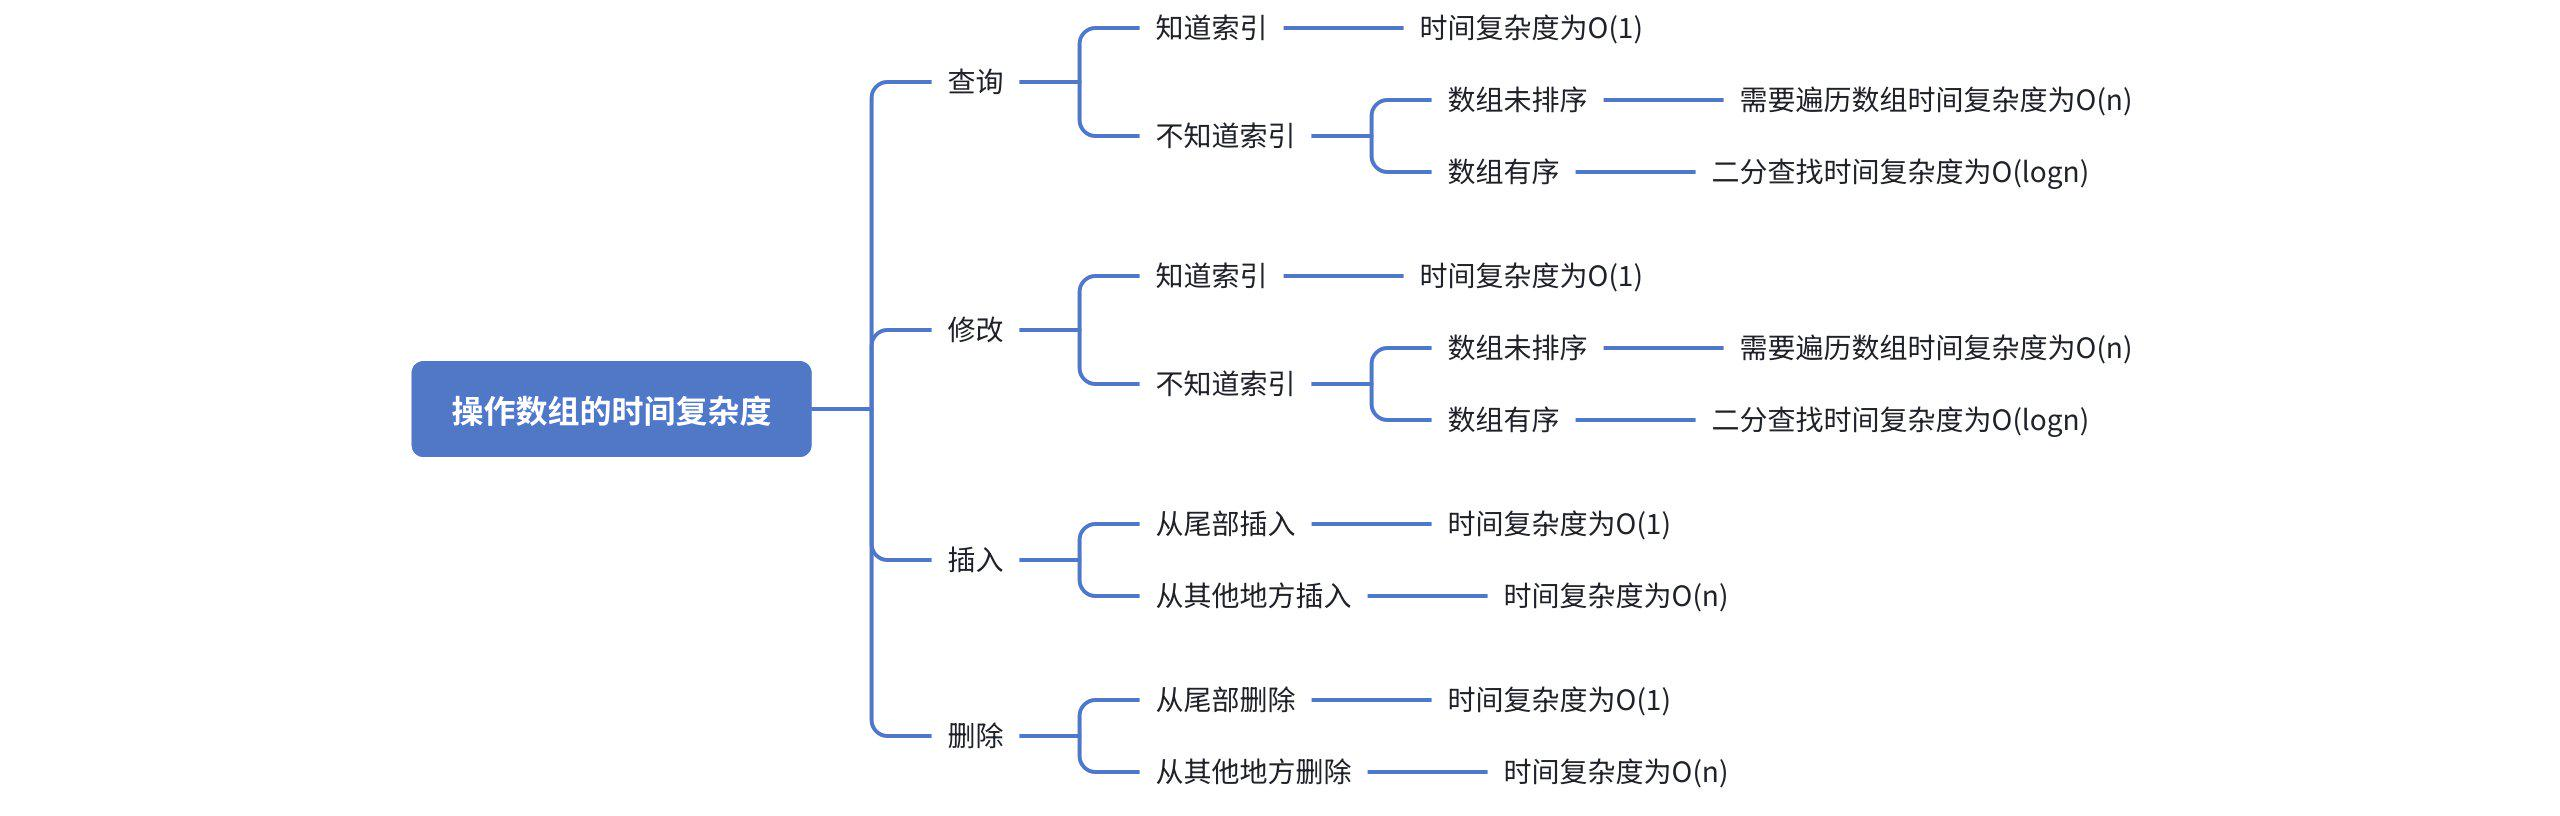 操作数组的时间复杂度
查询
知道索引
时间复杂度为O(1)
不知道索引
数组未排序
需要遍历数组时间复杂度为O(n)
数组有序
二分查找时间复杂度为O(logn)
修改
知道索引
时间复杂度为O(1)
不知道索引
数组未排序
需要遍历数组时间复杂度为O(n)
数组有序
二分查找时间复杂度为O(logn)
插入
从尾部插入
时间复杂度为O(1)
从其他地方插入
时间复杂度为O(n)
删除
从尾部删除
时间复杂度为O(1)
从其他地方删除
时间复杂度为O(n)